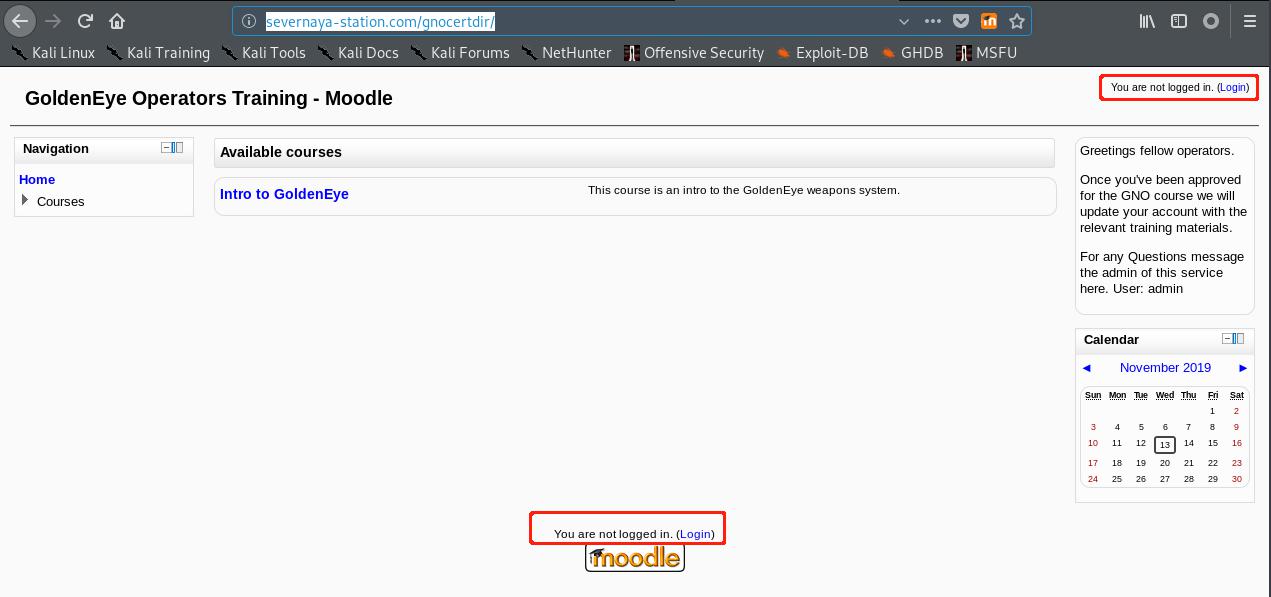 severnaya-station.com/gnocertdir/
Kali Linux Kali Training Kali Tools Kali Docs Kali Forums NetHunter Offensive Security Exploit-DB GHDB MSFU
GoldenEye Operators Training - Moodle
You are not logged in. (Login)
Navigation
Home
Courses
Available courses
Intro to GoldenEye
This course is an intro to the GoldenEye weapons system.
Greetings fellow operators.
Once you've been approved
for the GNO course we will
update your account with the
relevant training materials.
For any Questions message
the admin of this service
here. User: admin
Calendar
November 2019
Sun Mon Tue Wed Thu Fri Sat
1 2
3 4 5 6 7 8 9
10 11 12 13 14 15 16
17 18 19 20 21 22 23
24 25 26 27 28 29 30
You are not logged in. (Login)
moodle